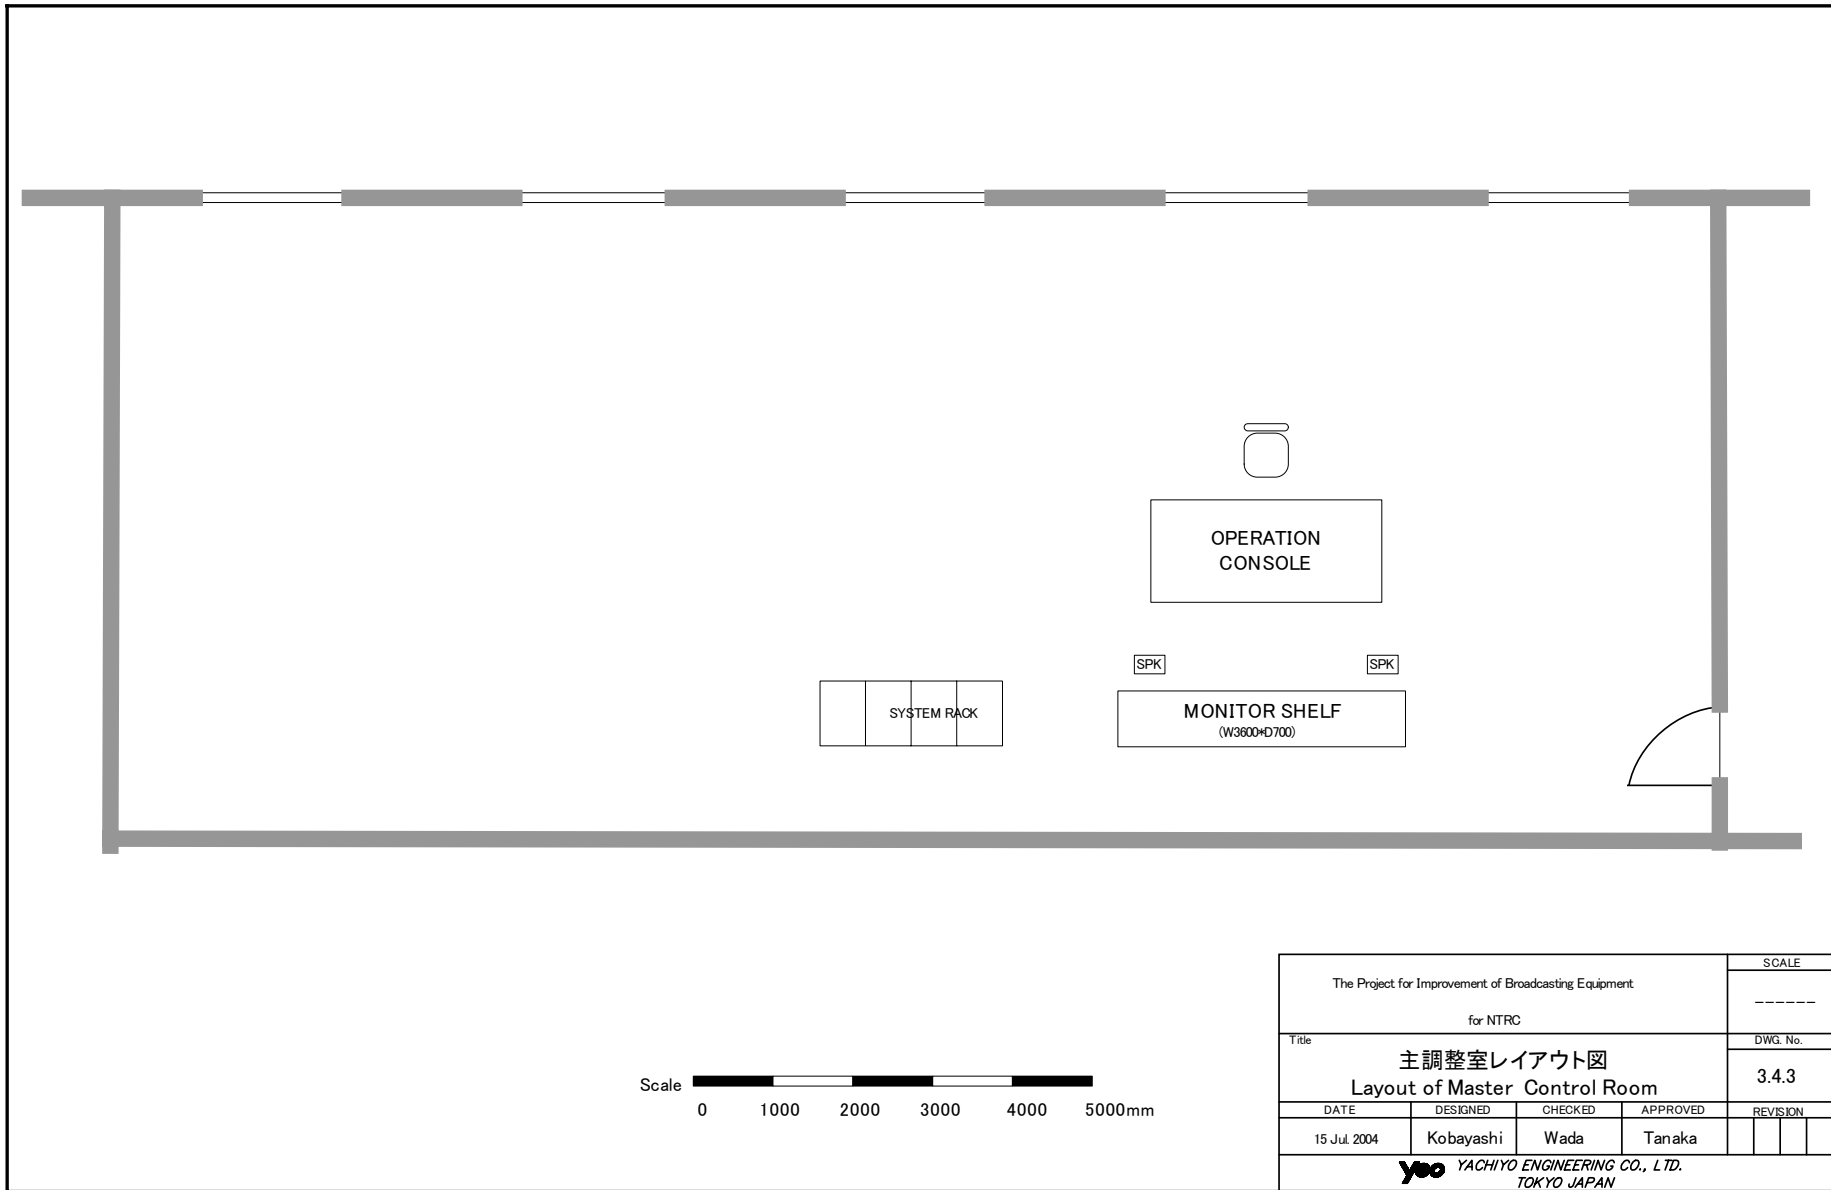 OPERATION
CONSOLE
SPK
SPK
SYSTEM RACK
MONITOR SHELF
(W3600*D700)
Scale
0 1000 2000 3000 4000 5000mm
The Project for Improvement of Broadcasting Equipment
for NTRC
SCALE
------
Title
主調整室レイアウト図
Layout of Master Control Room
DWG. No.
3.4.3
DATE DESIGNED CHECKED APPROVED REVISION
15 Jul. 2004 Kobayashi Wada Tanaka
yeo YACHIYO ENGINEERING CO., LTD.
TOKYO JAPAN